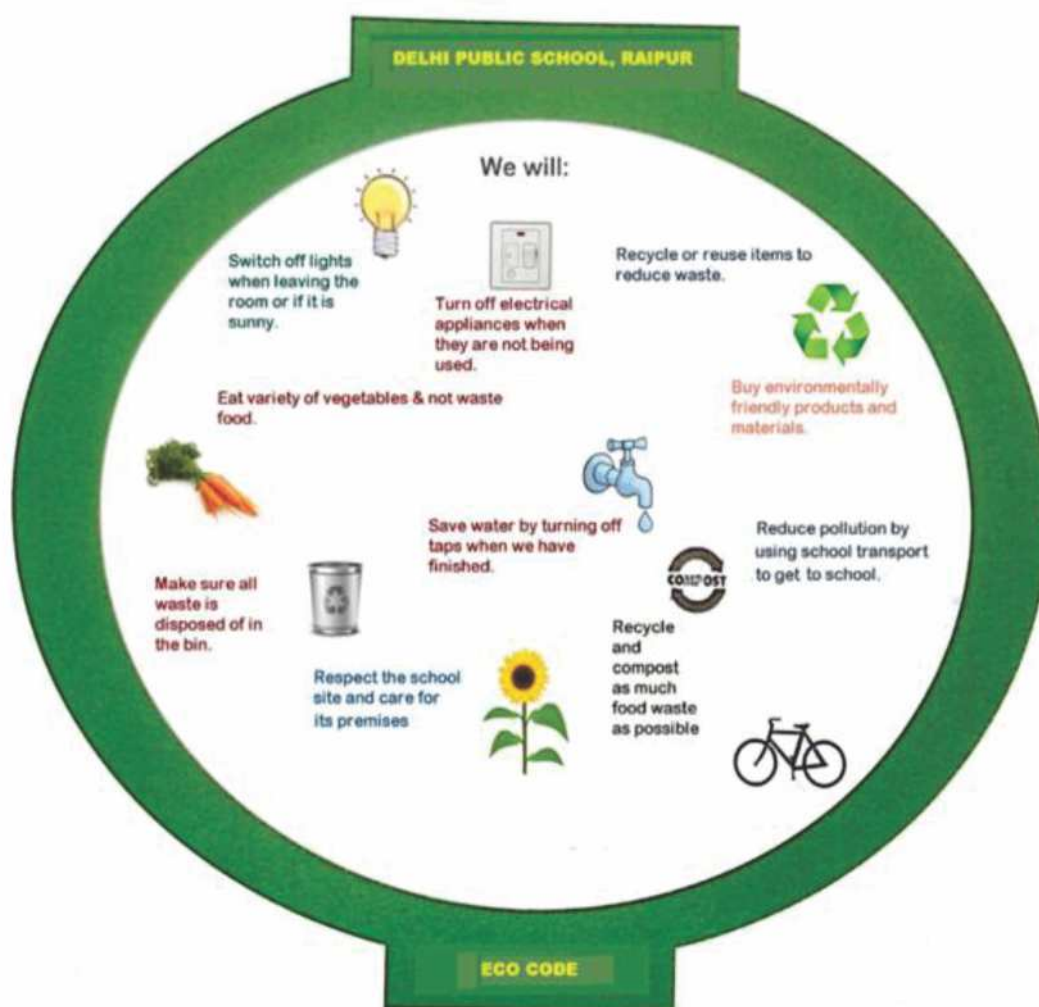 DELHI PUBLIC SCHOOL, RAIPUR
We will:
Switch off lights
when leaving the
room or if it is
sunny.
Turn off electrical
appliances when
they are not being
used.
Recycle or reuse items to
reduce waste.
Buy environmentally
friendly products and
materials.
Eat variety of vegetables & not waste
food.
Save water by turning off
taps when we have
finished.
Reduce pollution by
using school transport
to get to school.
Make sure all
waste is
disposed of in
the bin.
COMPOST
Recycle
and
compost
as much
food waste
as possible
Respect the school
site and care for
its premises
ECO CODE